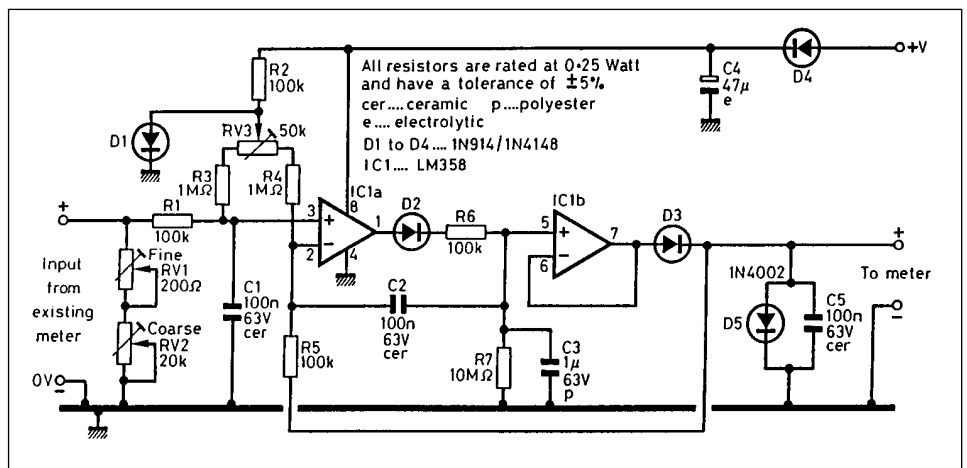 R2
100k
All resistors are rated at 0·25 Watt
and have a tolerance of ±5%
cer....ceramic p....polyester
e....electrolytic
D1 to D4.... 1N914/1N4148
IC1.... LM358
C4
47µ
e
D4
+V
D1
RV3
50k
R3
1MΩ
R4
1MΩ
IC1a
8
3
+
−
2
1
4
D2
R6
100k
IC1b
5
+
6
−
7
D3
+
R1
100k
+
Input
from
existing
meter
Fine
RV1
200Ω
Coarse
RV2
20k
0V
−
C1
100n
63V
cer
C2
100n
63V
cer
R5
100k
R7
10MΩ
C3
1µ
63V
p
1N4002
D5
C5
100n
63V
cer
To meter
−